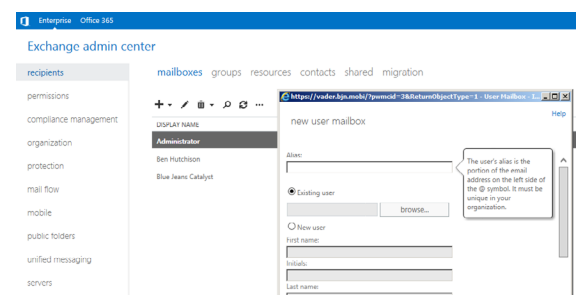 Enterprise Office 365
Exchange admin center
recipients
permissions
compliance management
organization
protection
mail flow
mobile
public folders
unified messaging
servers
mailboxes groups resources contacts shared migration
DISPLAY NAME
Administrator
Ben Hutchison
Blue Jeans Catalyst
https://vader.bjn.mobi/?pwmcid=3&ReturnObjectType=1 - User Mailbox - I...
Help
new user mailbox
Alias:
The user's alias is the
portion of the email
address on the left side of
the @ symbol. It must be
unique in your
organization.
Existing user
browse...
New user
First name:
Initials:
Last name: